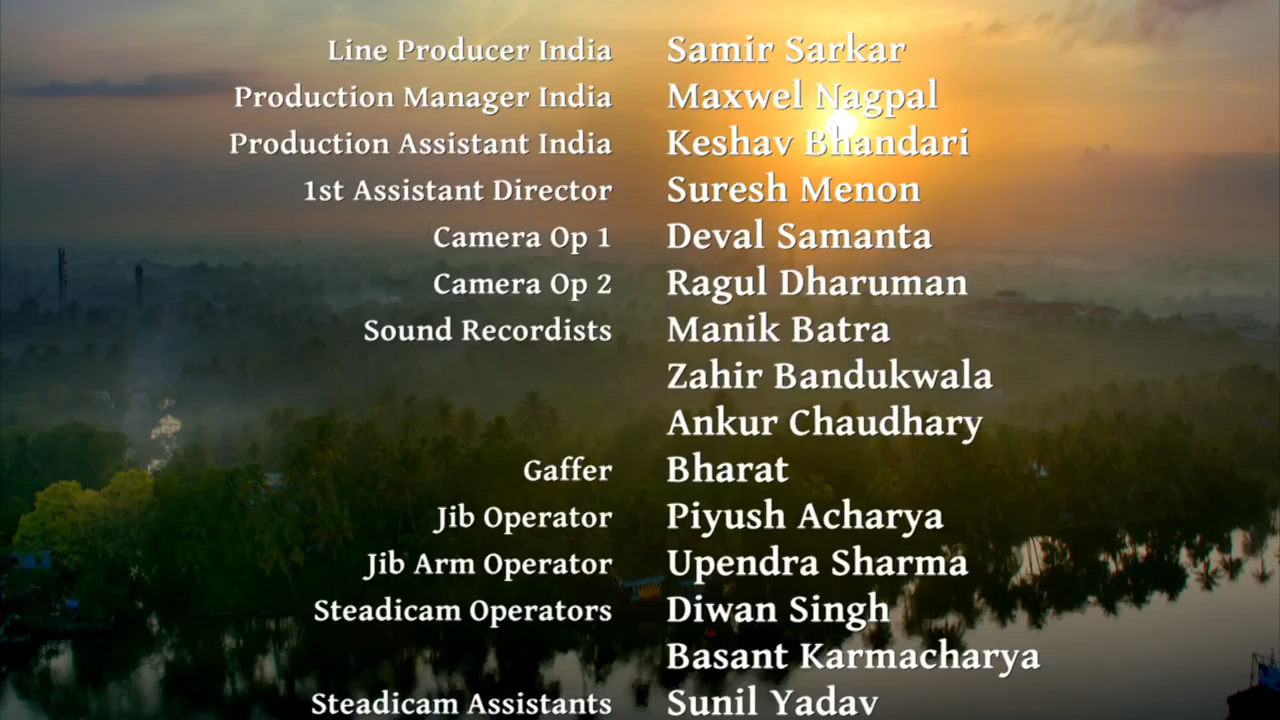 Line Producer India Samir Sarkar
Production Manager India Maxwel Nagpal
Production Assistant India Keshav Bhandari
1st Assistant Director Suresh Menon
Camera Op 1 Deval Samanta
Camera Op 2 Ragul Dharuman
Sound Recordists Manik Batra
Zahir Bandukwala
Ankur Chaudhary
Gaffer Bharat
Jib Operator Piyush Acharya
Jib Arm Operator Upendra Sharma
Steadicam Operators Diwan Singh
Basant Karmacharya
Steadicam Assistants Sunil Yadav